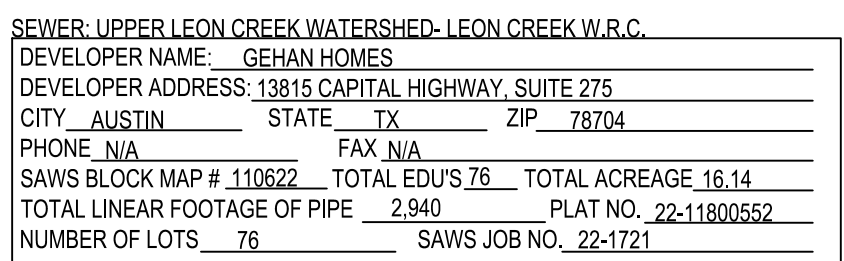 SEWER: UPPER LEON CREEK WATERSHED- LEON CREEK W.R.C.
DEVELOPER NAME: GEHAN HOMES
DEVELOPER ADDRESS: 13815 CAPITAL HIGHWAY, SUITE 275
CITY AUSTIN STATE TX ZIP 78704
PHONE N/A FAX N/A
SAWS BLOCK MAP # 110622 TOTAL EDU'S 76 TOTAL ACREAGE 16.14
TOTAL LINEAR FOOTAGE OF PIPE 2,940 PLAT NO. 22-11800552
NUMBER OF LOTS 76 SAWS JOB NO. 22-1721